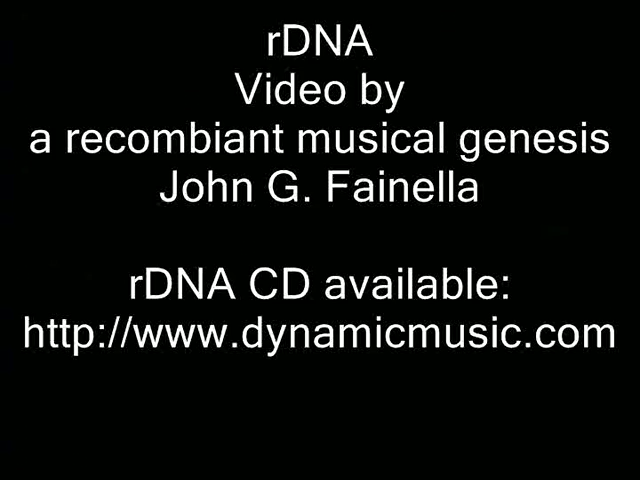 rDNA
Video by
a recombiant musical genesis
John G. Fainella
rDNA CD available:
http://www.dynamicmusic.com